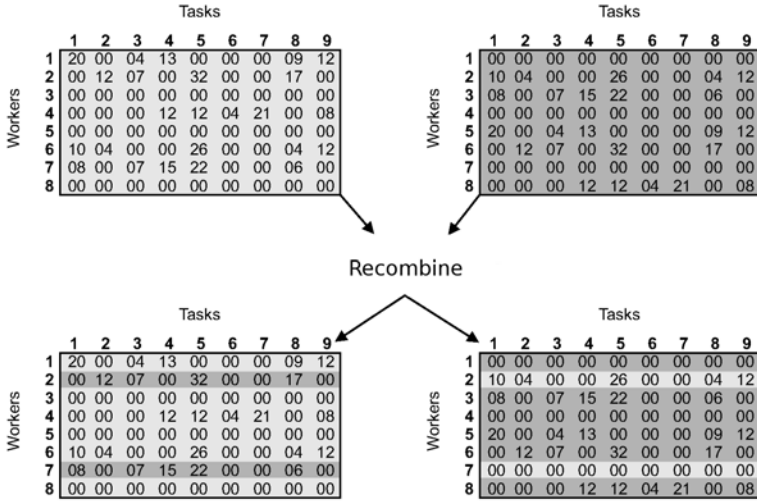 Tasks
1 2 3 4 5 6 7 8 9
Workers
1 20 00 04 13 00 00 00 09 12
2 00 12 07 00 32 00 00 17 00
3 00 00 00 00 00 00 00 00 00
4 00 00 00 12 12 04 21 00 08
5 00 00 00 00 00 00 00 00 00
6 10 04 00 00 26 00 00 04 12
7 08 00 07 15 22 00 00 06 00
8 00 00 00 00 00 00 00 00 00
Tasks
1 2 3 4 5 6 7 8 9
Workers
1 00 00 00 00 00 00 00 00 00
2 10 04 00 00 26 00 00 04 12
3 08 00 07 15 22 00 00 06 00
4 00 00 00 00 00 00 00 00 00
5 20 00 04 13 00 00 00 09 12
6 00 12 07 00 32 00 00 17 00
7 00 00 00 00 00 00 00 00 00
8 00 00 00 12 12 04 21 00 08
Recombine
Tasks
1 2 3 4 5 6 7 8 9
Workers
1 20 00 04 13 00 00 00 09 12
2 00 12 07 00 32 00 00 17 00
3 00 00 00 00 00 00 00 00 00
4 00 00 00 12 12 04 21 00 08
5 00 00 00 00 00 00 00 00 00
6 10 04 00 00 26 00 00 04 12
7 08 00 07 15 22 00 00 06 00
8 00 00 00 00 00 00 00 00 00
Tasks
1 2 3 4 5 6 7 8 9
Workers
1 00 00 00 00 00 00 00 00 00
2 10 04 00 00 26 00 00 04 12
3 08 00 07 15 22 00 00 06 00
4 00 00 00 00 00 00 00 00 00
5 20 00 04 13 00 00 00 09 12
6 00 12 07 00 32 00 00 17 00
7 00 00 00 00 00 00 00 00 00
8 00 00 00 12 12 04 21 00 08